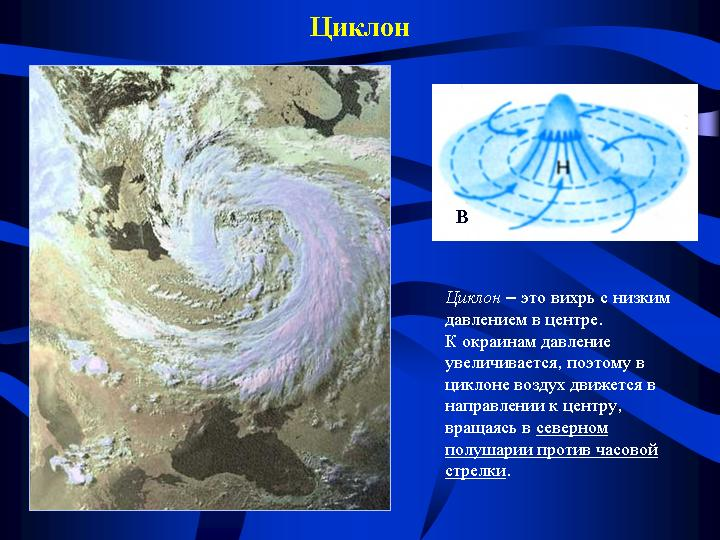 Циклон
Н
В
Циклон – это вихрь с низким
давлением в центре.
К окраинам давление
увеличивается, поэтому в
циклоне воздух движется в
направлении к центру,
вращаясь в северном
полушарии против часовой
стрелки.